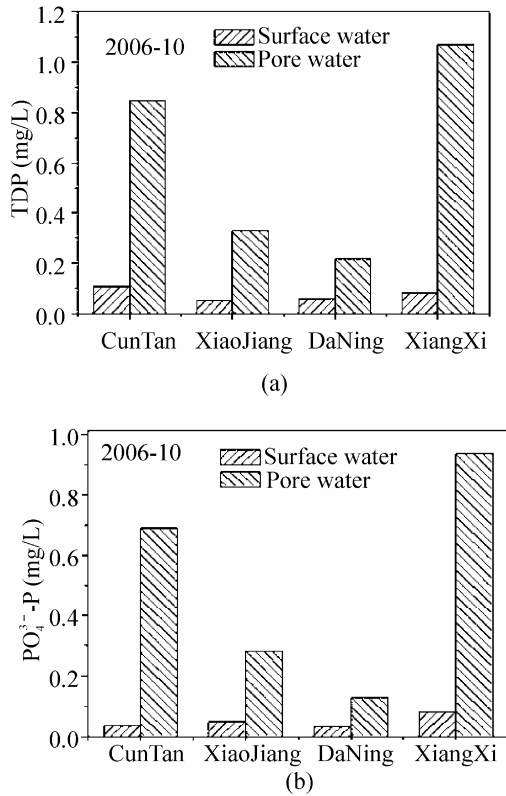 1.2
2006-10
Surface water
Pore water
1.0
0.8
0.6
0.4
0.2
0.0
TDP (mg/L)
CunTan XiaoJiang DaNing XiangXi
(a)
1.0
2006-10
Surface water
Pore water
0.8
0.6
0.4
0.2
0.0
PO₄³⁻-P (mg/L)
CunTan XiaoJiang DaNing XiangXi
(b)